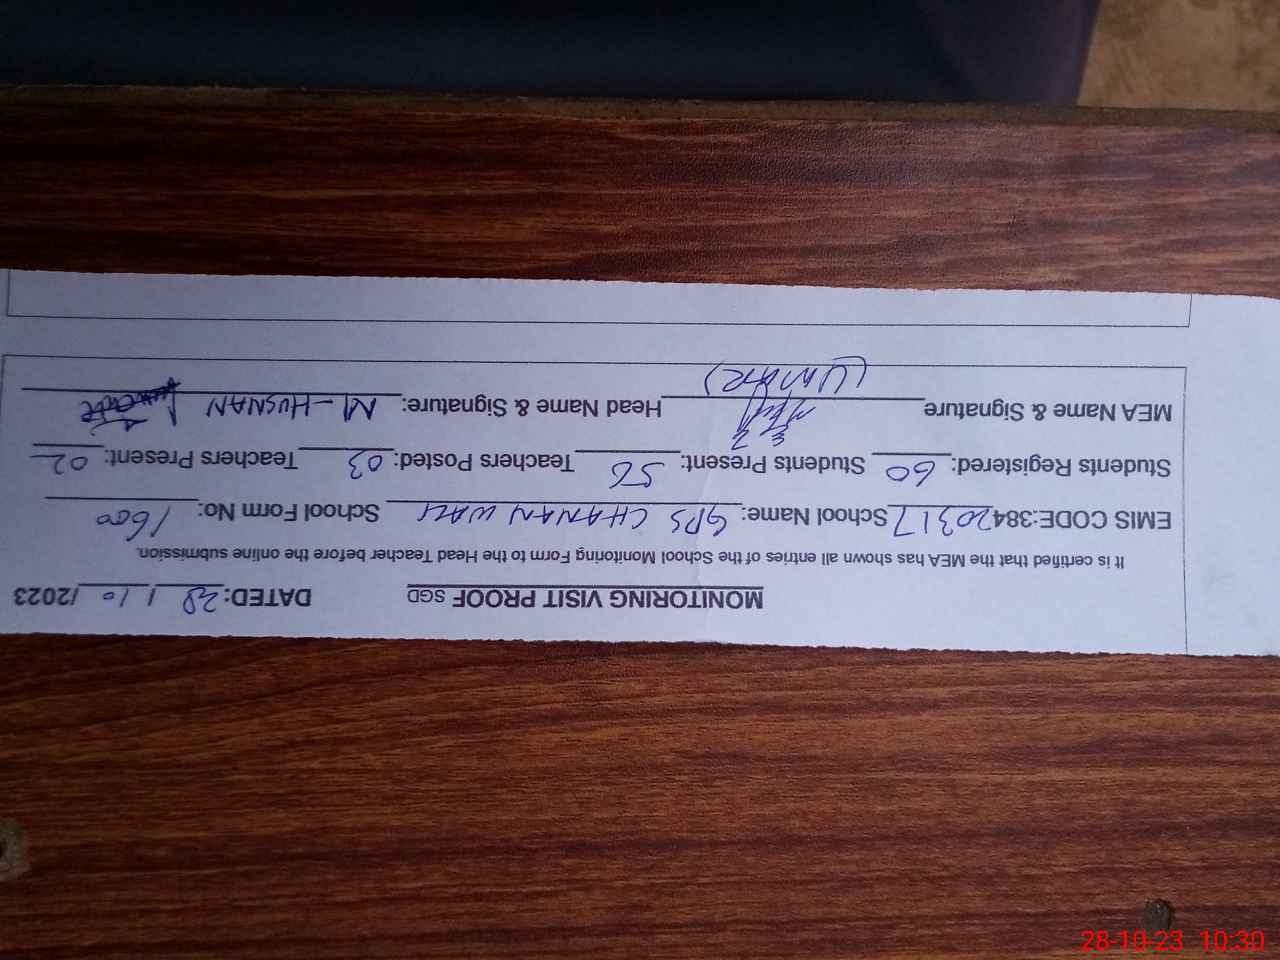 MONITORING VISIT PROOF SGD DATED: 28 / 10 /2023
It is certified that the MEA has shown all entries of the School Monitoring Form to the Head Teacher before the online submission.
EMIS CODE:384 20317 School Name: GPS CHANAN WALI School Form No: 1600
Students Registered: 60 Students Present: 56 Teachers Posted: 03 Teachers Present: 02
MEA Name & Signature (UMAR) Head Name & Signature: M-HUSNAN
28-10-23 10:30